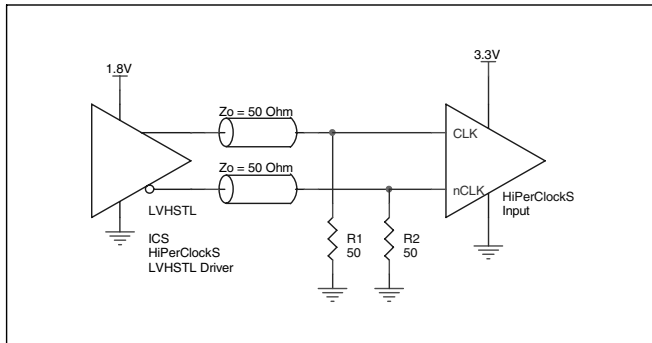 1.8V
3.3V
Zo = 50 Ohm
CLK
Zo = 50 Ohm
nCLK
HiPerClockS
Input
LVHSTL
ICS
HiPerClockS
LVHSTL Driver
R1
50
R2
50